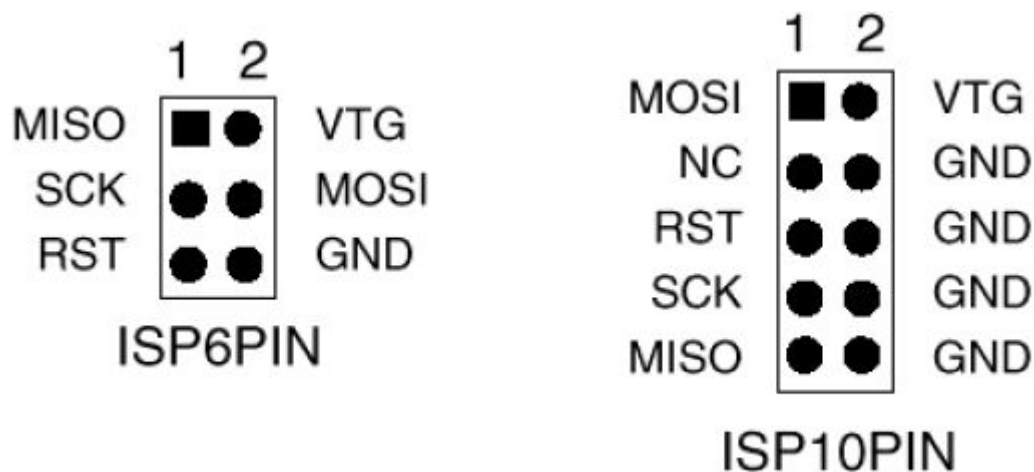 1 2
MISO VTG
SCK MOSI
RST GND
ISP6PIN
1 2
MOSI VTG
NC GND
RST GND
SCK GND
MISO GND
ISP10PIN